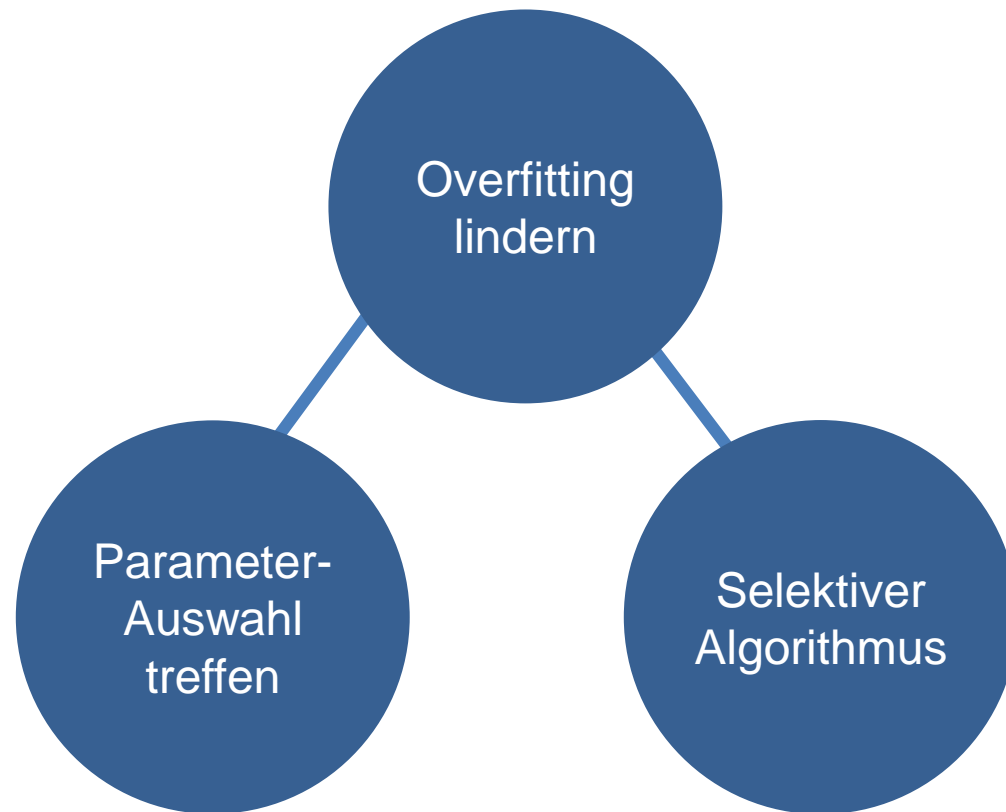 Overfitting
lindern
Parameter-
Auswahl
treffen
Selektiver
Algorithmus